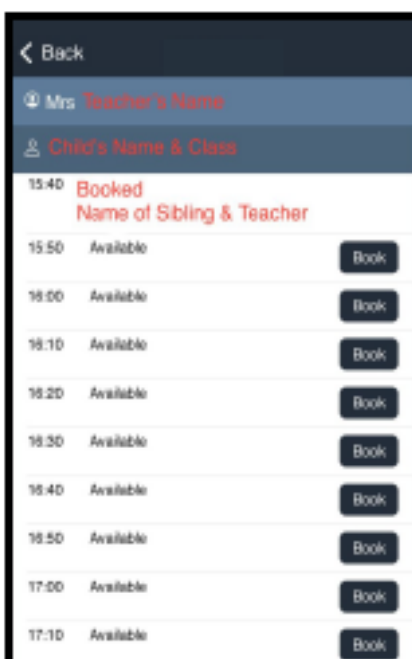 Back
Mrs Teacher's Name
Child's Name & Class
15:40 Booked
Name of Sibling & Teacher
15:50 Available Book
16:00 Available Book
16:10 Available Book
16:20 Available Book
16:30 Available Book
16:40 Available Book
16:50 Available Book
17:00 Available Book
17:10 Available Book